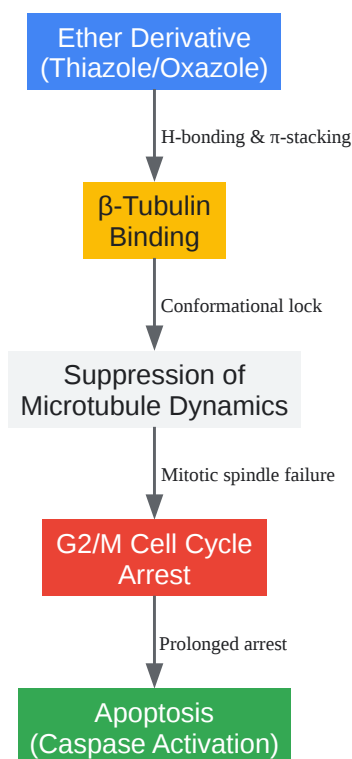 Ether Derivative
(Thiazole/Oxazole)
H-bonding & π-stacking
β-Tubulin
Binding
Conformational lock
Suppression of
Microtubule Dynamics
Mitotic spindle failure
G2/M Cell Cycle
Arrest
Prolonged arrest
Apoptosis
(Caspase Activation)